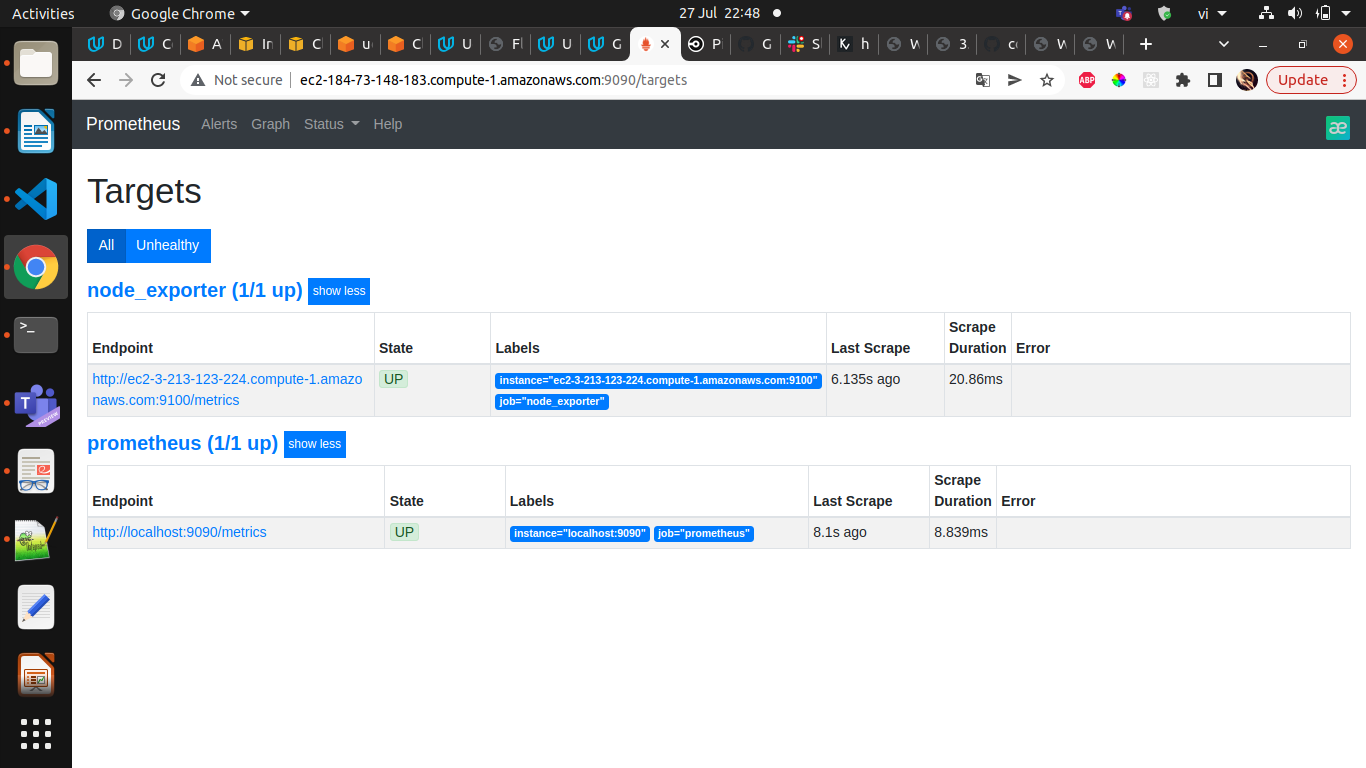 Activities Google Chrome 27 Jul 22:48 vi
D C A In Cl Cl U Fl U G Pl G Sl h W 3. W W
Not secure ec2-184-73-148-183.compute-1.amazonaws.com:9090/targets Update
Prometheus Alerts Graph Status Help
Targets
All Unhealthy
node_exporter (1/1 up) show less
Endpoint State Labels Last Scrape Scrape Duration Error
http://ec2-3-213-123-224.compute-1.amazo
naws.com:9100/metrics
UP
instance="ec2-3-213-123-224.compute-1.amazonaws.com:9100"
job="node_exporter"
6.135s ago 20.86ms
prometheus (1/1 up) show less
Endpoint State Labels Last Scrape Scrape Duration Error
http://localhost:9090/metrics UP instance="localhost:9090" job="prometheus" 8.1s ago 8.839ms